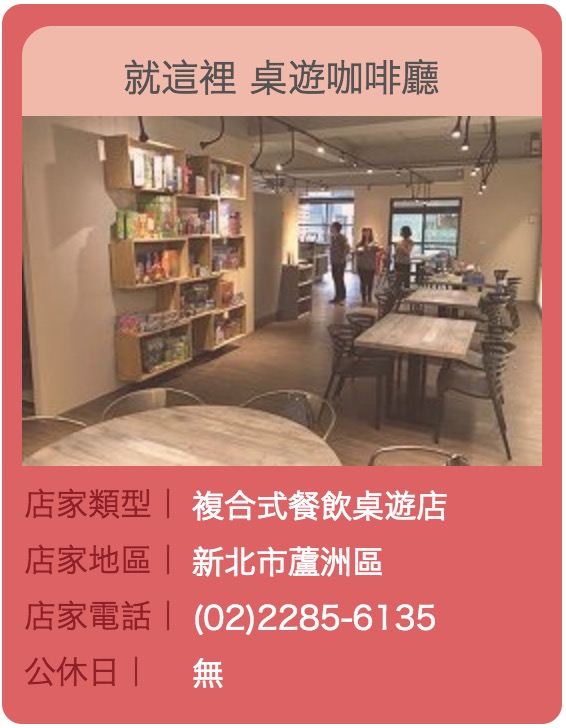 就這裡 桌遊咖啡廳
店家類型｜ 複合式餐飲桌遊店
店家地區｜ 新北市蘆洲區
店家電話｜ (02)2285-6135
公休日｜ 無